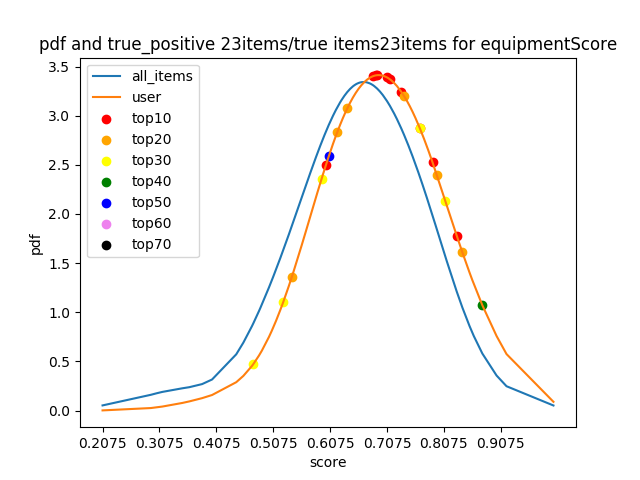 pdf and true_positive 23items/true items23items for equipmentScore
all_items
user
top10
top20
top30
top40
top50
top60
top70
3.5
3.0
2.5
2.0
1.5
1.0
0.5
0.0
pdf
0.2075 0.3075 0.4075 0.5075 0.6075 0.7075 0.8075 0.9075
score